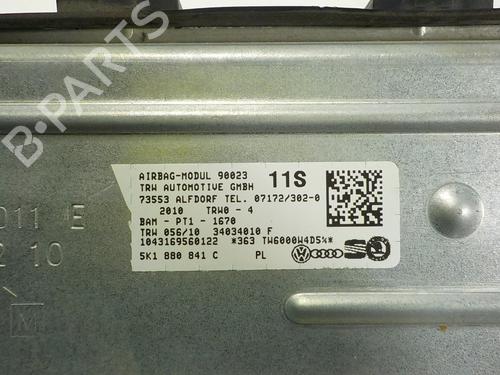 B-PARTS
AIRBAG-MODUL 90023 11S
TRW AUTOMOTIVE GMBH
73553 ALFDORF TEL. 07172/302-0
2010 TRW0 - 4
BAM - PT1 - 1670
TRW 056/10 34034010 F
1043169560122 *363 TW6000W4D5%*
5K1 880 841 C PL
011 E
2 10
M